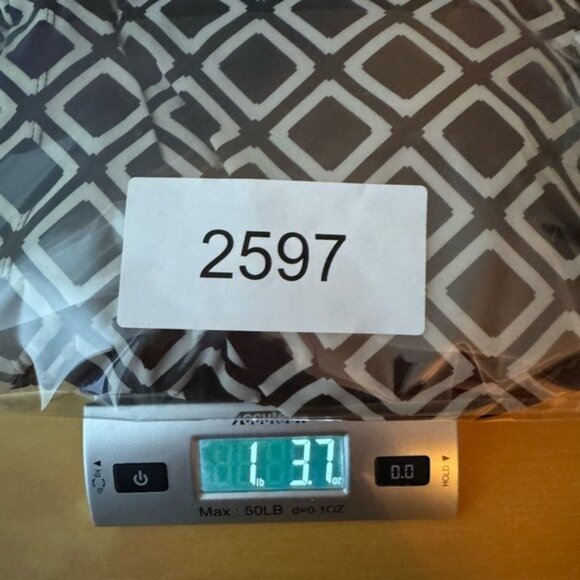 2597
1 lb 3.7 oz
0.0
HOLD ▼
Max : 50LB d=0.1OZ